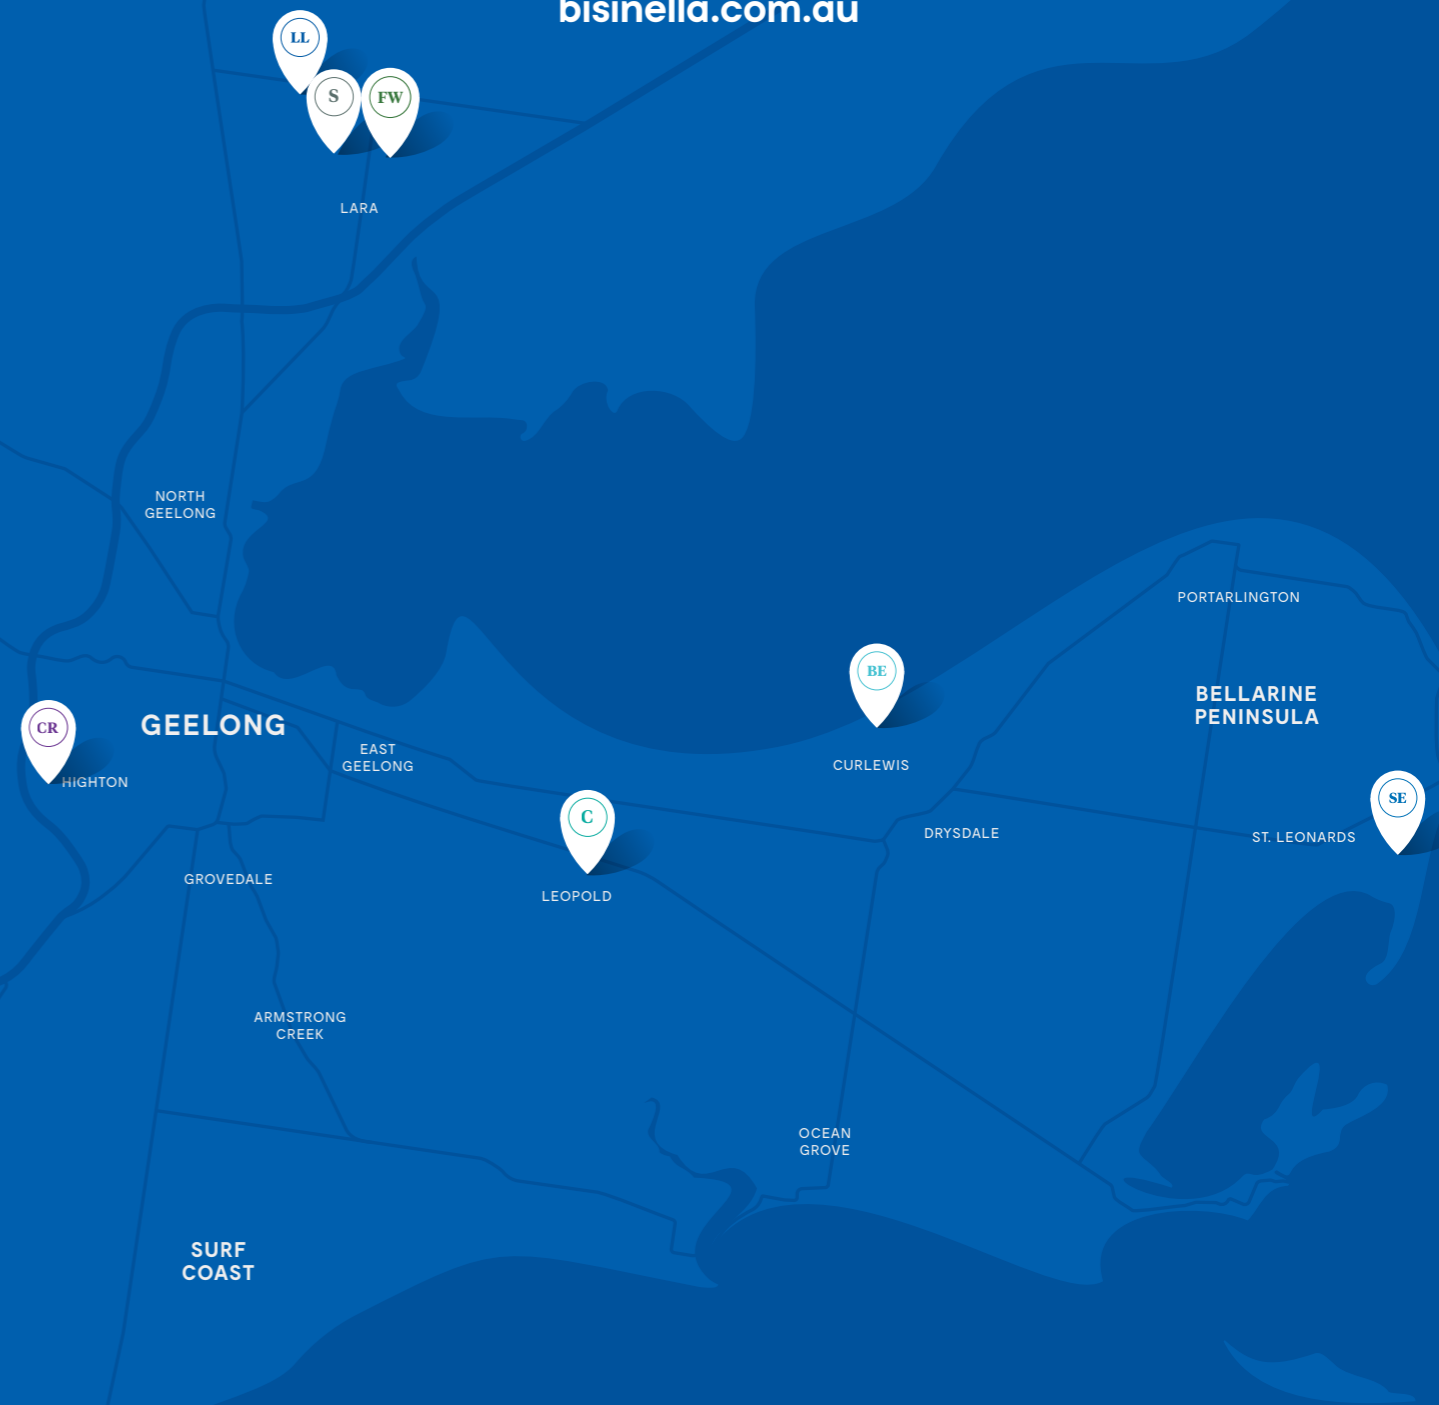 bisinella.com.au
LL
S
FW
LARA
NORTH
GEELONG
PORTARLINGTON
BE
BELLARINE
PENINSULA
CR
GEELONG
EAST
GEELONG
CURLEWIS
HIGHTON
SE
C
DRYSDALE
ST. LEONARDS
GROVEDALE
LEOPOLD
ARMSTRONG
CREEK
OCEAN
GROVE
SURF
COAST